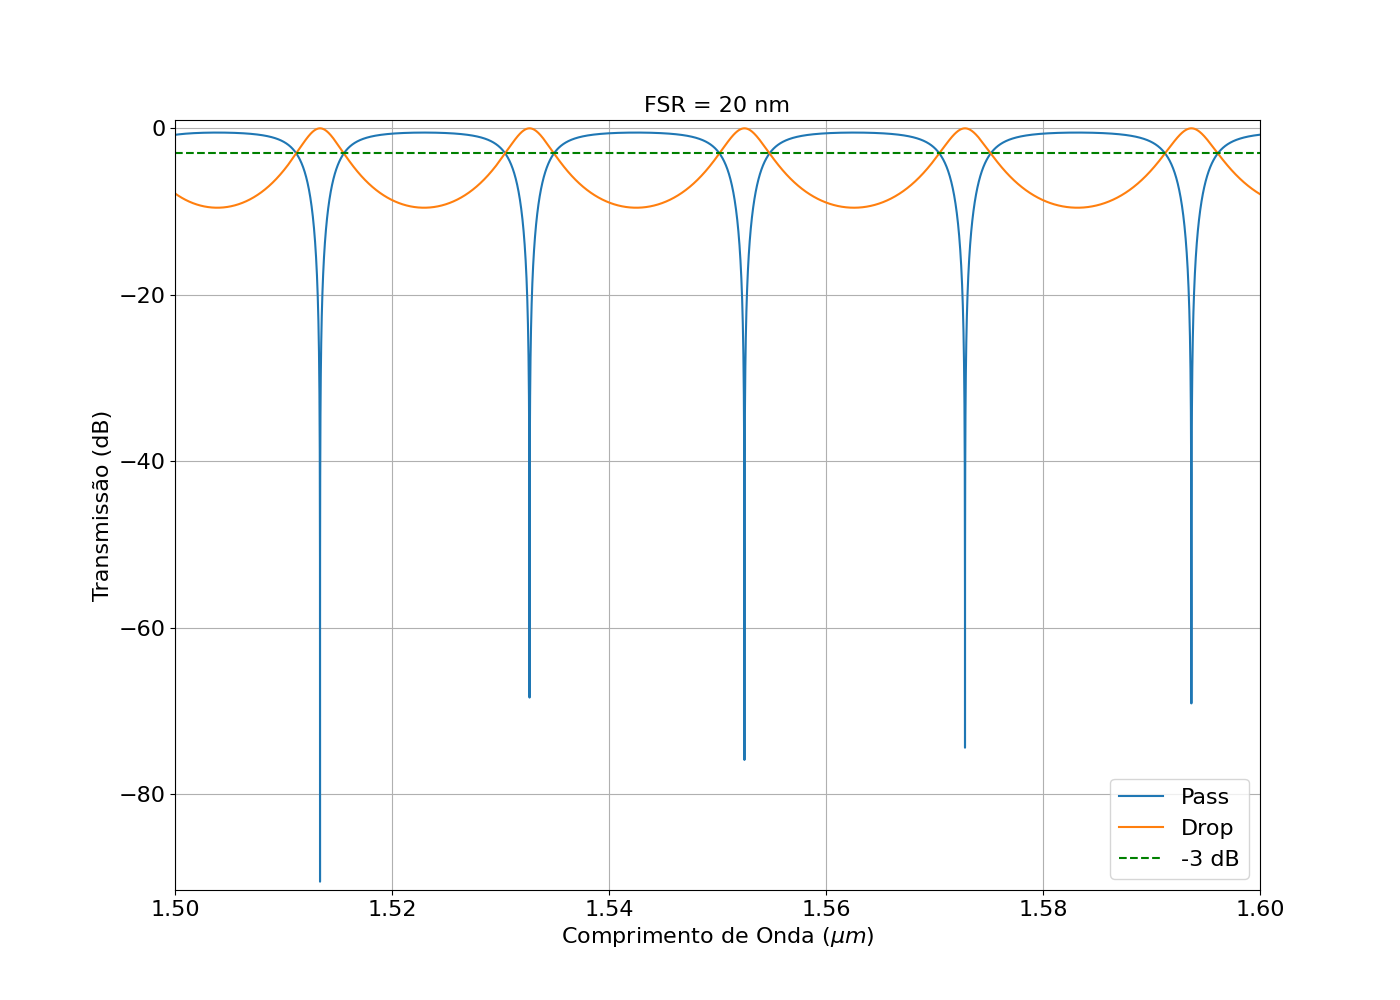 FSR = 20 nm
0
−20
−40
−60
−80
Transmissão (dB)
1.50 1.52 1.54 1.56 1.58 1.60
Comprimento de Onda (μm)
Pass
Drop
-3 dB